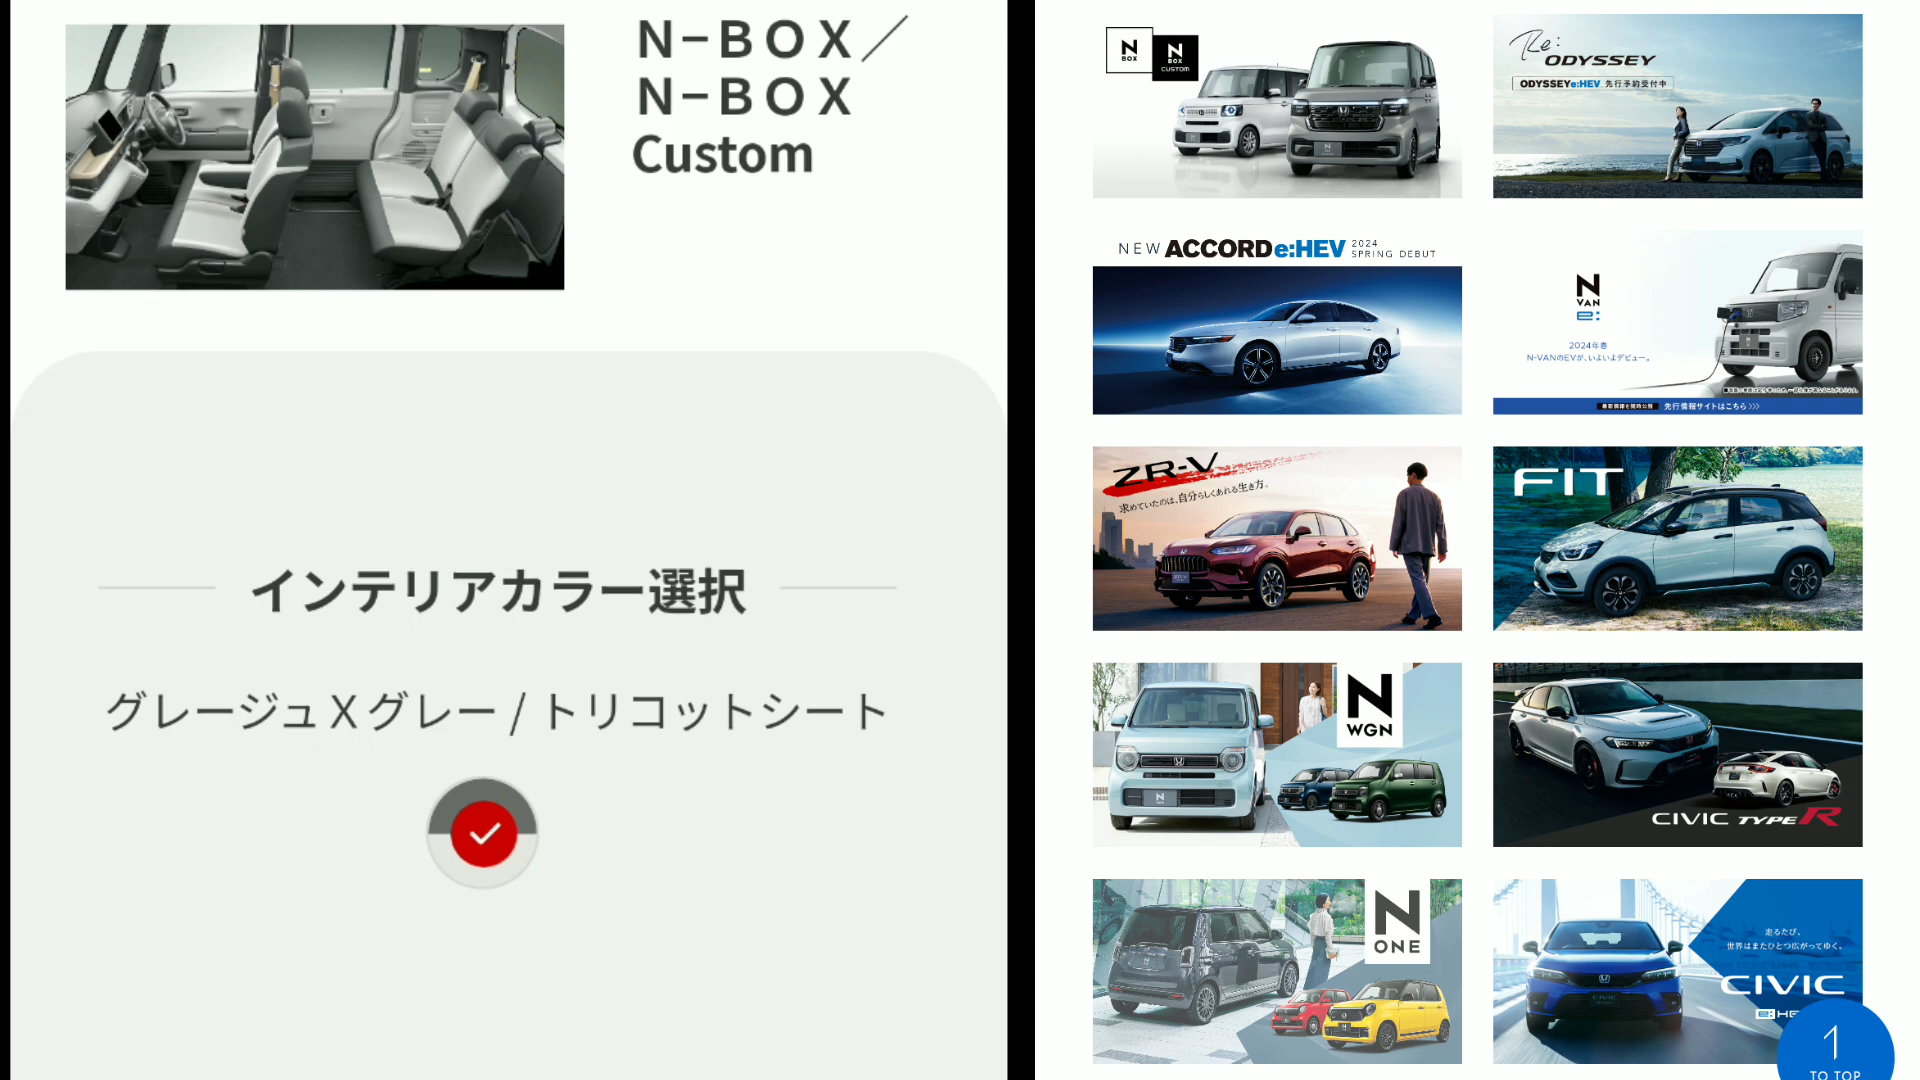 N−BOX／
N−BOX
Custom
インテリアカラー選択
グレージュXグレー / トリコットシート
N
BOX
N
BOX
CUSTOM
Re:
ODYSSEY
ODYSSEYe:HEV 先行予約受付中
NEW ACCORD e:HEV 2024
SPRING DEBUT
N
VAN
e:
2024年春
N-VANのEVが、いよいよデビュー。
先行情報サイトはこちら >>>
ZR-V
求めていたのは、自分らしくあれる生き方。
FIT
N
WGN
CIVIC TYPE R
N
ONE
走るたび、
世界はまたひとつ広がってゆく。
CIVIC
TO TOP